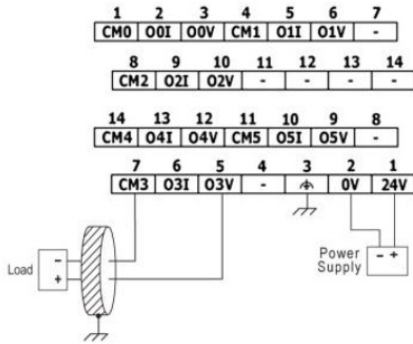 1 2 3 4 5 6 7
CM0 O0I O0V CM1 O1I O1V -
8 9 10 11 12 13 14
CM2 O2I O2V - - - -
14 13 12 11 10 9 8
CM4 O4I O4V CM5 O5I O5V -
7 6 5 4 3 2 1
CM3 O3I O3V - 0V 24V
Load - +
Power Supply - +